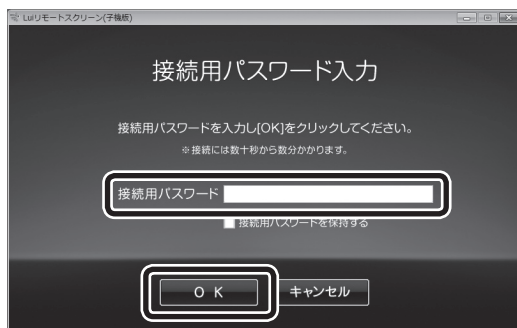 Luiリモートスクリーン(子機版)
接続用パスワード入力
接続用パスワードを入力し[OK]をクリックしてください。
※接続には数十秒から数分かかります。
接続用パスワード
接続用パスワードを保持する
ＯＫ
キャンセル